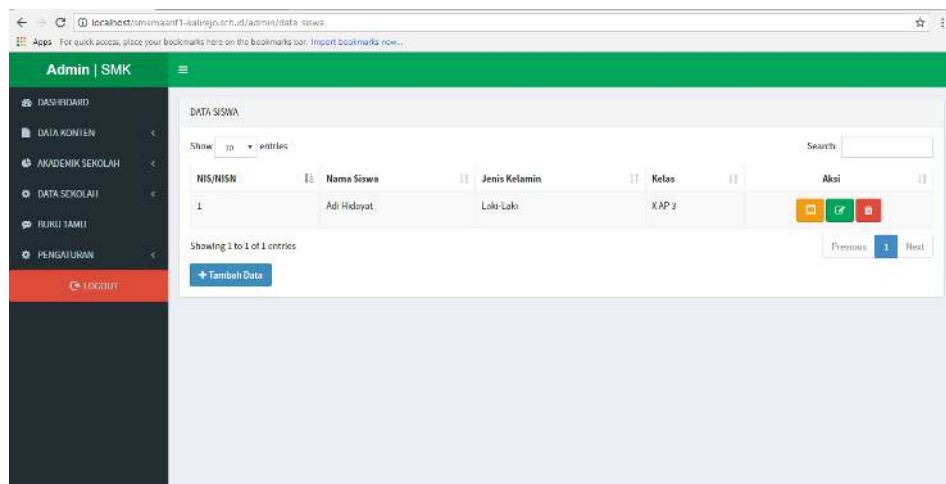 localhost/smkmaarif1-kalirejo.sch.id/admin/data_siswa
Apps For quick access, place your bookmarks here on the bookmarks bar. Import bookmarks now...
Admin | SMK
DASHBOARD
DATA KONTEN
AKADEMIK SEKOLAH
DATA SEKOLAH
BUKU TAMU
PENGATURAN
LOGOUT
DATA SISWA
Show 10 entries
Search:
NIS/NISN Nama Siswa Jenis Kelamin Kelas Aksi
1 Adi Hidayat Laki-Laki X AP 3
Showing 1 to 1 of 1 entries
Previous 1 Next
+ Tambah Data